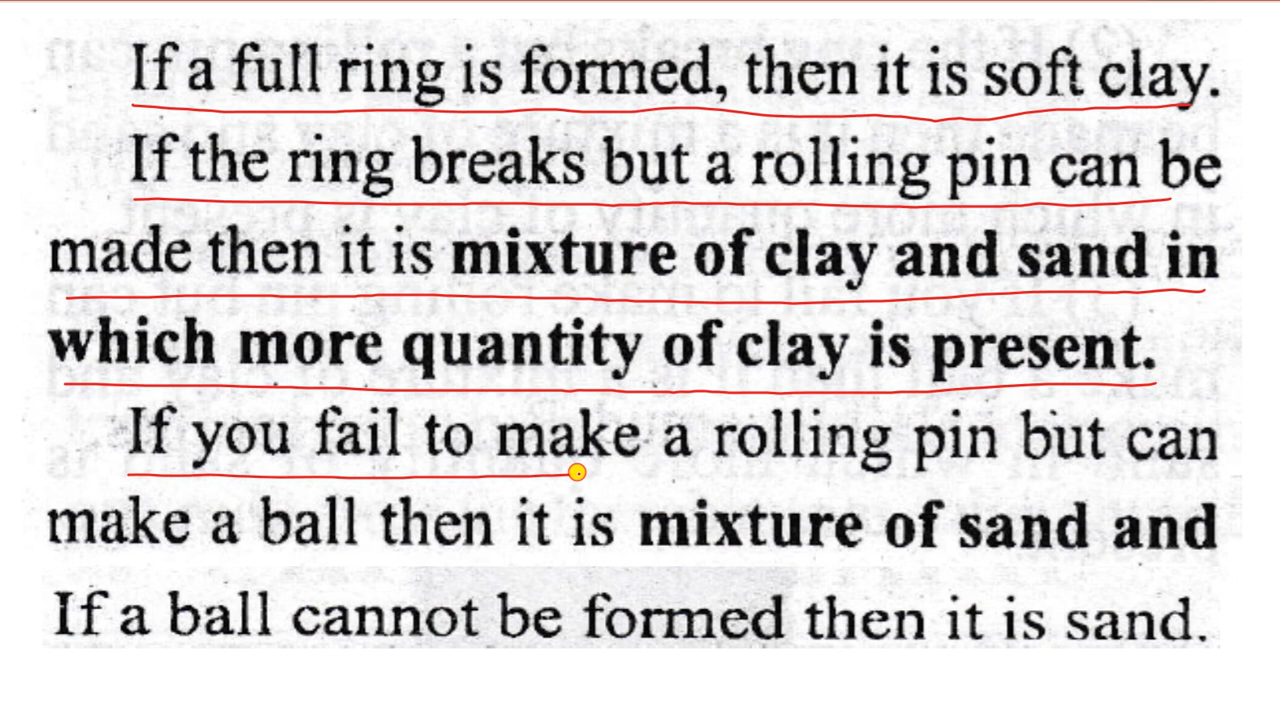 If a full ring is formed, then it is soft clay.
If the ring breaks but a rolling pin can be
made then it is mixture of clay and sand in
which more quantity of clay is present.
If you fail to make a rolling pin but can
make a ball then it is mixture of sand and
If a ball cannot be formed then it is sand.